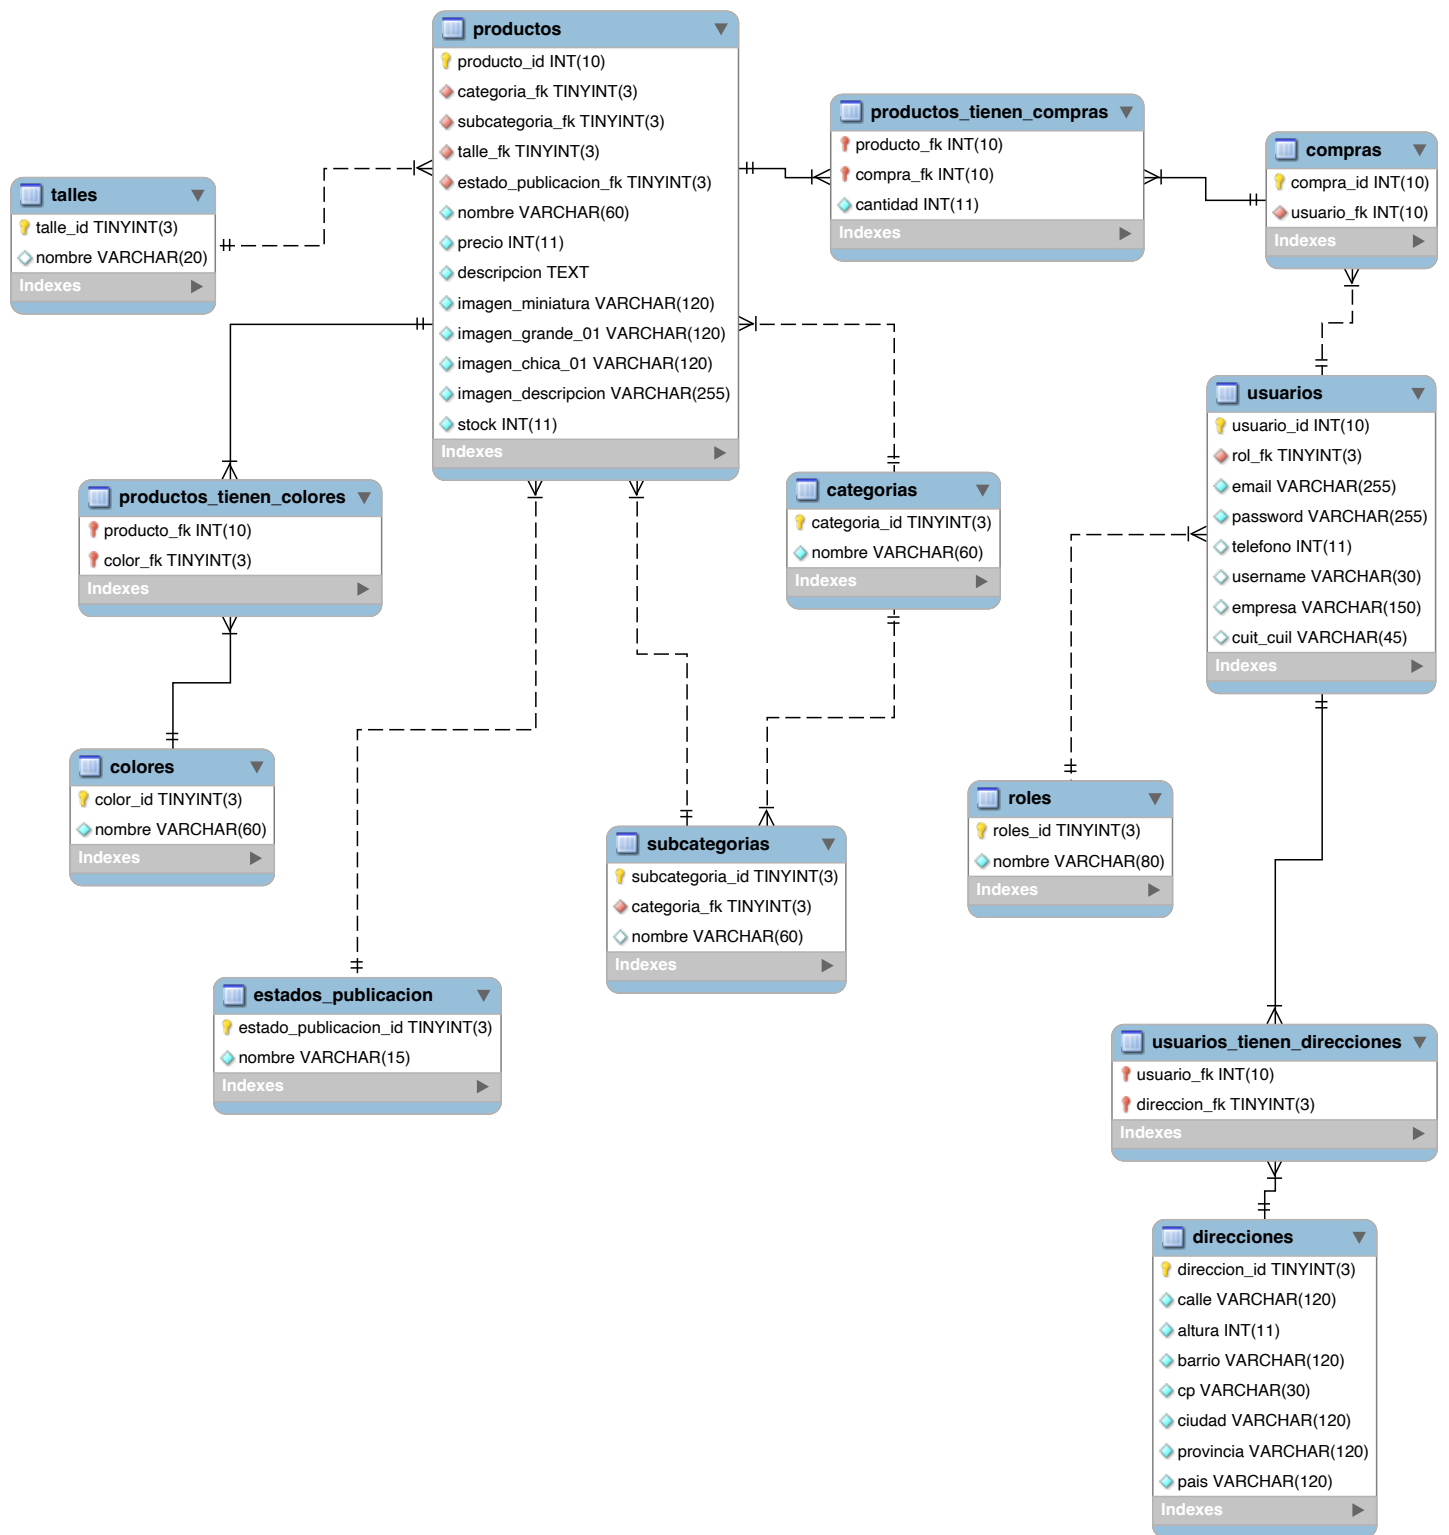 productos
producto_id INT(10)
categoria_fk TINYINT(3)
subcategoria_fk TINYINT(3)
talle_fk TINYINT(3)
estado_publicacion_fk TINYINT(3)
nombre VARCHAR(60)
precio INT(11)
descripcion TEXT
imagen_miniatura VARCHAR(120)
imagen_grande_01 VARCHAR(120)
imagen_chica_01 VARCHAR(120)
imagen_descripcion VARCHAR(255)
stock INT(11)
Indexes
productos_tienen_compras
producto_fk INT(10)
compra_fk INT(10)
cantidad INT(11)
Indexes
compras
compra_id INT(10)
usuario_fk INT(10)
Indexes
talles
talle_id TINYINT(3)
nombre VARCHAR(20)
Indexes
usuarios
usuario_id INT(10)
rol_fk TINYINT(3)
email VARCHAR(255)
password VARCHAR(255)
telefono INT(11)
username VARCHAR(30)
empresa VARCHAR(150)
cuit_cuil VARCHAR(45)
Indexes
productos_tienen_colores
producto_fk INT(10)
color_fk TINYINT(3)
Indexes
categorias
categoria_id TINYINT(3)
nombre VARCHAR(60)
Indexes
colores
color_id TINYINT(3)
nombre VARCHAR(60)
Indexes
subcategorias
subcategoria_id TINYINT(3)
categoria_fk TINYINT(3)
nombre VARCHAR(60)
Indexes
roles
roles_id TINYINT(3)
nombre VARCHAR(80)
Indexes
estados_publicacion
estado_publicacion_id TINYINT(3)
nombre VARCHAR(15)
Indexes
usuarios_tienen_direcciones
usuario_fk INT(10)
direccion_fk TINYINT(3)
Indexes
direcciones
direccion_id TINYINT(3)
calle VARCHAR(120)
altura INT(11)
barrio VARCHAR(120)
cp VARCHAR(30)
ciudad VARCHAR(120)
provincia VARCHAR(120)
pais VARCHAR(120)
Indexes